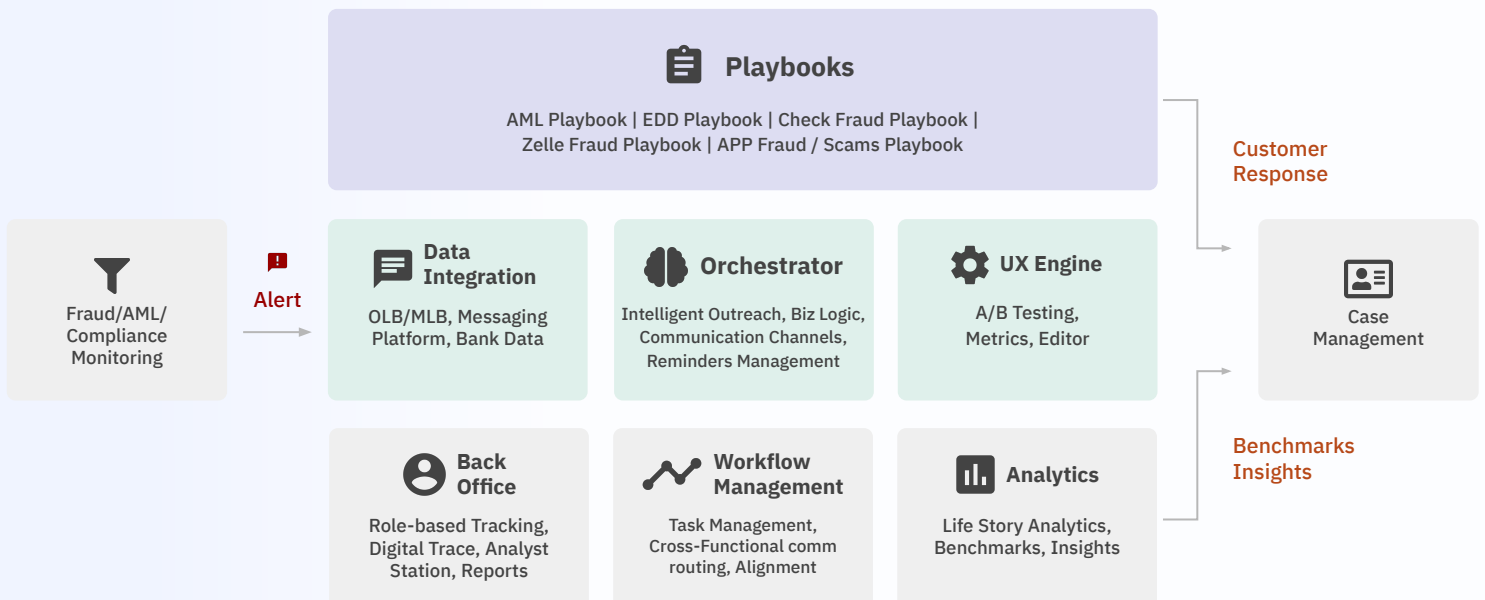 Playbooks
AML Playbook | EDD Playbook | Check Fraud Playbook |
Zelle Fraud Playbook | APP Fraud / Scams Playbook
Customer
Response
Fraud/AML/
Compliance
Monitoring
Alert
Data
Integration
OLB/MLB, Messaging
Platform, Bank Data
Orchestrator
Intelligent Outreach, Biz Logic,
Communication Channels,
Reminders Management
UX Engine
A/B Testing,
Metrics, Editor
Case
Management
Back
Office
Role-based Tracking,
Digital Trace, Analyst
Station, Reports
Workflow
Management
Task Management,
Cross-Functional comm
routing, Alignment
Analytics
Life Story Analytics,
Benchmarks, Insights
Benchmarks
Insights